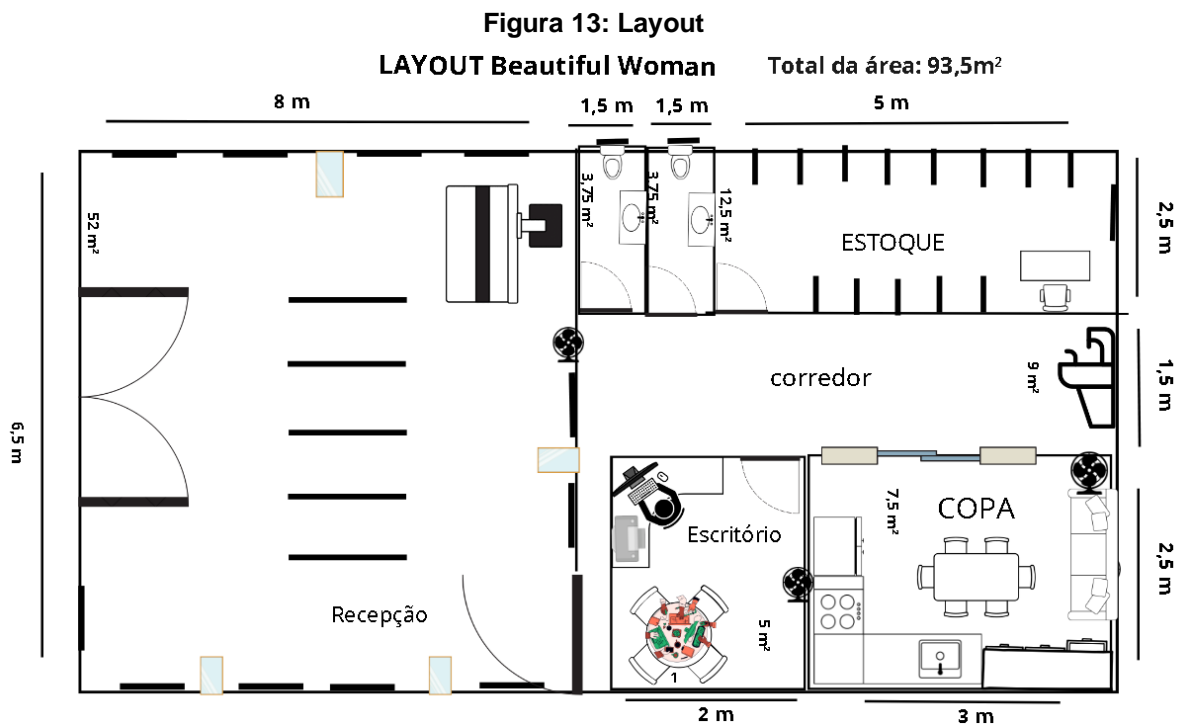 Figura 13: Layout
LAYOUT Beautiful Woman
Total da área: 93,5m²
8 m
1,5 m
1,5 m
5 m
52 m²
3,75 m²
3,75 m²
12,5 m²
ESTOQUE
2,5 m
corredor
9 m²
1,5 m
6,5 m
Escritório
7,5 m²
COPA
2,5 m
Recepção
5 m²
1
2 m
3 m